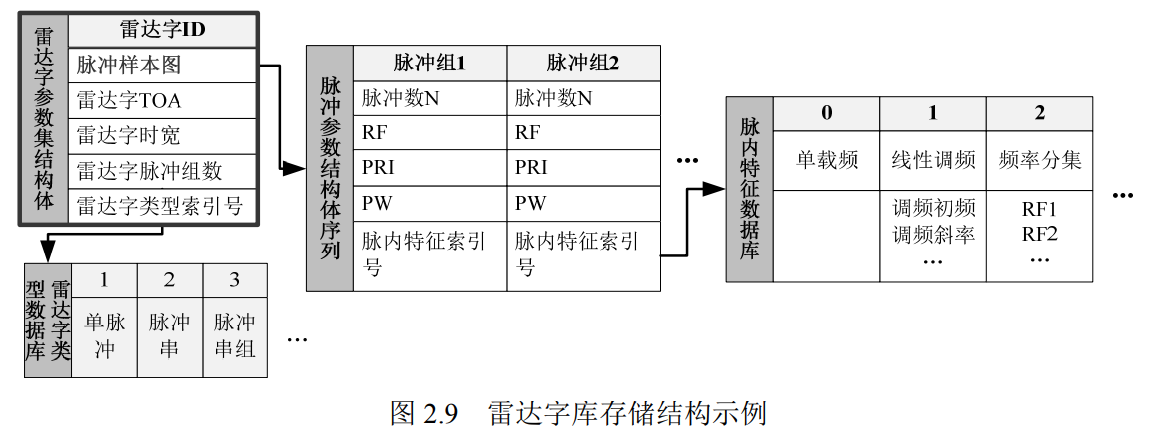 雷达字参数集结构体
雷达字ID
脉冲样本图
雷达字TOA
雷达字时宽
雷达字脉冲组数
雷达字类型索引号
雷达字类
型数据库
1
2
3
单脉
冲
脉冲
串
脉冲
串组
...
脉冲参数结构体序列
脉冲组1
脉冲组2
脉冲数N
脉冲数N
RF
RF
PRI
PRI
PW
PW
脉内特征索引
号
脉内特征索引
号
...
脉内特征数据库
0
1
2
单载频
线性调频
频率分集
调频初频
调频斜率
...
RF1
RF2
...
...
图 2.9 雷达字库存储结构示例